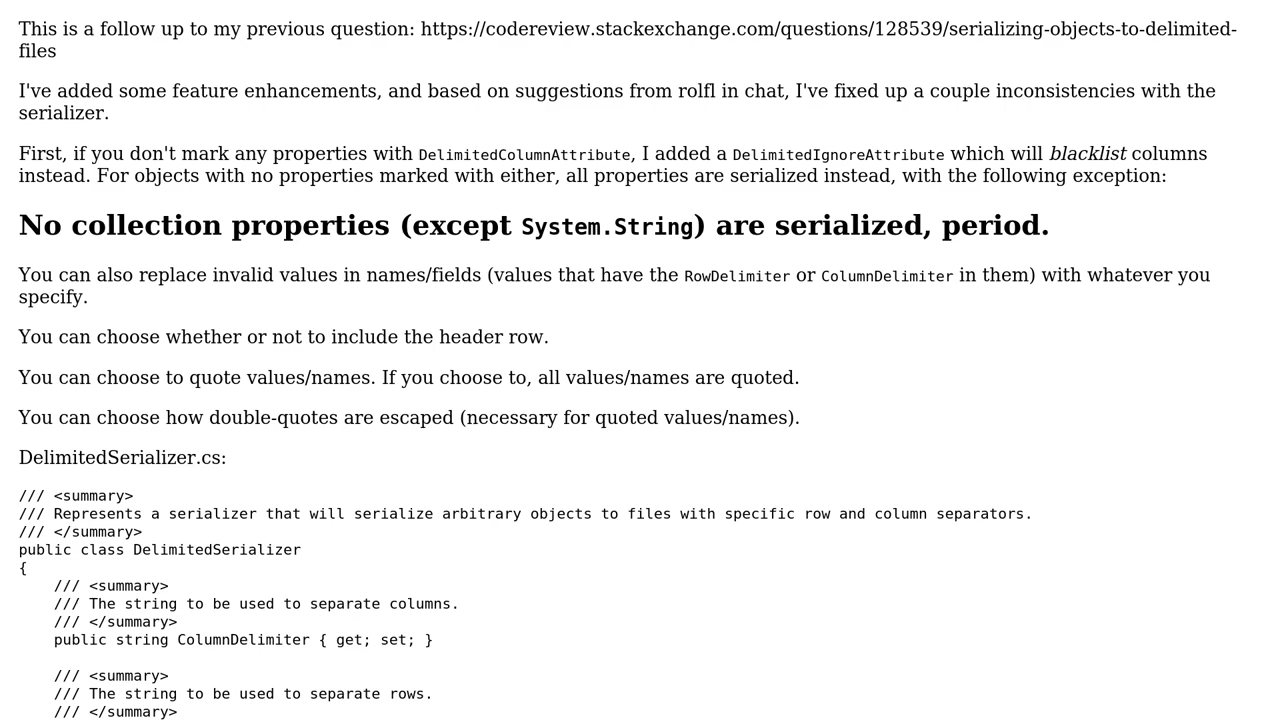 This is a follow up to my previous question: https://codereview.stackexchange.com/questions/128539/serializing-objects-to-delimited-
files
I've added some feature enhancements, and based on suggestions from rolfl in chat, I've fixed up a couple inconsistencies with the
serializer.
First, if you don't mark any properties with DelimitedColumnAttribute, I added a DelimitedIgnoreAttribute which will blacklist columns
instead. For objects with no properties marked with either, all properties are serialized instead, with the following exception:
No collection properties (except System.String) are serialized, period.
You can also replace invalid values in names/fields (values that have the RowDelimiter or ColumnDelimiter in them) with whatever you
specify.
You can choose whether or not to include the header row.
You can choose to quote values/names. If you choose to, all values/names are quoted.
You can choose how double-quotes are escaped (necessary for quoted values/names).
DelimitedSerializer.cs:
/// <summary>
/// Represents a serializer that will serialize arbitrary objects to files with specific row and column separators.
/// </summary>
public class DelimitedSerializer
{
    /// <summary>
    /// The string to be used to separate columns.
    /// </summary>
    public string ColumnDelimiter { get; set; }
    /// <summary>
    /// The string to be used to separate rows.
    /// </summary>